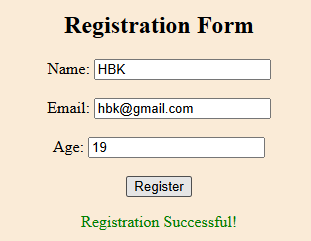 Registration Form
Name: HBK
Email: hbk@gmail.com
Age: 19
Register
Registration Successful!